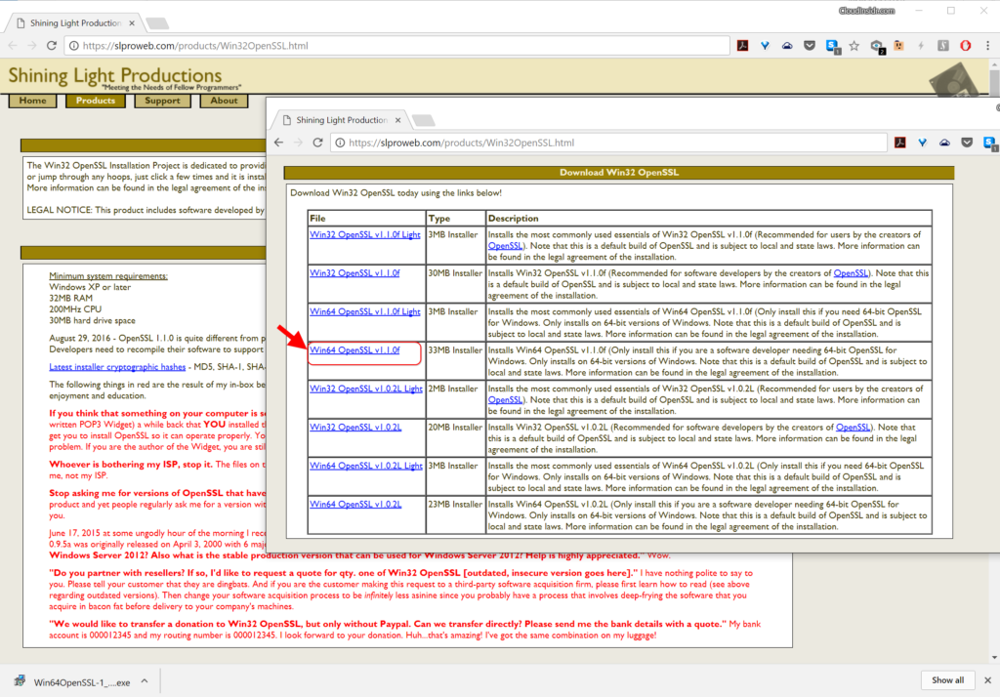 CloudInsidr.com
Shining Light Production
https://slproweb.com/products/Win32OpenSSL.html
Shining Light Productions
"Meeting the Needs of Fellow Programmers"
Home Products Support About
The Win32 OpenSSL Installation Project is dedicated to providi
or jump through any hoops, just click a few times and it is instal
More information can be found in the legal agreement of the in
LEGAL NOTICE: This product includes software developed by
Minimum system requirements:
Windows XP or later
32MB RAM
200MHz CPU
30MB hard drive space
August 29, 2016 - OpenSSL 1.1.0 is quite different from p
Developers need to recompile their software to support
Latest installer cryptographic hashes - MD5, SHA-1, SHA-
The following things in red are the result of my in-box be
enjoyment and education.
If you think that something on your computer is s
written POP3 Widget) a while back that YOU installed th
get you to install OpenSSL so it can operate properly. Yo
problem. If you are the author of the Widget, you are stil
Whoever is bothering my ISP, stop it. The files on t
me, not my ISP.
Stop asking me for versions of OpenSSL that have
product and yet people regularly ask me for a version wit
you.
June 17, 2015 at some ungodly hour of the morning I rece
0.9.5a was originally released on April 3, 2000 with 6 maj
Windows Server 2012? Also what is the stable production version that can be used for Windows Server 2012? Help is highly appreciated." Wow.
"Do you partner with resellers? If so, I'd like to request a quote for qty. one of Win32 OpenSSL [outdated, insecure version goes here]." I have nothing polite to say to
you. Please tell your customer that they are dingbats. And if you are the customer making this request to a third-party software acquisition firm, please first learn how to read (see above
regarding outdated versions). Then change your software acquisition process to be infinitely less asinine since you probably have a process that involves deep-frying the software that you
acquire in bacon fat before delivery to your company's machines.
"We would like to transfer a donation to Win32 OpenSSL, but only without Paypal. Can we transfer directly? Please send me the bank details with a quote." My bank
account is 000012345 and my routing number is 000012345. I look forward to your donation. Huh...that's amazing! I've got the same combination on my luggage!
Shining Light Production
https://slproweb.com/products/Win32OpenSSL.html
Download Win32 OpenSSL
Download Win32 OpenSSL today using the links below!
File Type Description
Win32 OpenSSL v1.1.0f Light 3MB Installer Installs the most commonly used essentials of Win32 OpenSSL v1.1.0f (Recommended for users by the creators of
OpenSSL). Note that this is a default build of OpenSSL and is subject to local and state laws. More information can
be found in the legal agreement of the installation.
Win32 OpenSSL v1.1.0f 30MB Installer Installs Win32 OpenSSL v1.1.0f (Recommended for software developers by the creators of OpenSSL). Note that this
is a default build of OpenSSL and is subject to local and state laws. More information can be found in the legal
agreement of the installation.
Win64 OpenSSL v1.1.0f Light 3MB Installer Installs the most commonly used essentials of Win64 OpenSSL v1.1.0f (Only install this if you need 64-bit OpenSSL
for Windows. Only installs on 64-bit versions of Windows. Note that this is a default build of OpenSSL and is
subject to local and state laws. More information can be found in the legal agreement of the installation.
Win64 OpenSSL v1.1.0f 33MB Installer Installs Win64 OpenSSL v1.1.0f (Only install this if you are a software developer needing 64-bit OpenSSL for
Windows. Only installs on 64-bit versions of Windows. Note that this is a default build of OpenSSL and is subject to
local and state laws. More information can be found in the legal agreement of the installation.
Win32 OpenSSL v1.0.2L Light 2MB Installer Installs the most commonly used essentials of Win32 OpenSSL v1.0.2L (Recommended for users by the creators of
OpenSSL). Note that this is a default build of OpenSSL and is subject to local and state laws. More information can
be found in the legal agreement of the installation.
Win32 OpenSSL v1.0.2L 20MB Installer Installs Win32 OpenSSL v1.0.2L (Recommended for software developers by the creators of OpenSSL). Note that
this is a default build of OpenSSL and is subject to local and state laws. More information can be found in the legal
agreement of the installation.
Win64 OpenSSL v1.0.2L Light 3MB Installer Installs the most commonly used essentials of Win64 OpenSSL v1.0.2L (Only install this if you need 64-bit OpenSSL
for Windows. Only installs on 64-bit versions of Windows. Note that this is a default build of OpenSSL and is
subject to local and state laws. More information can be found in the legal agreement of the installation.
Win64 OpenSSL v1.0.2L 23MB Installer Installs Win64 OpenSSL v1.0.2L (Only install this if you are a software developer needing 64-bit OpenSSL for
Windows. Only installs on 64-bit versions of Windows. Note that this is a default build of OpenSSL and is subject to
local and state laws. More information can be found in the legal agreement of the installation.
Win64OpenSSL-1_....exe
Show all